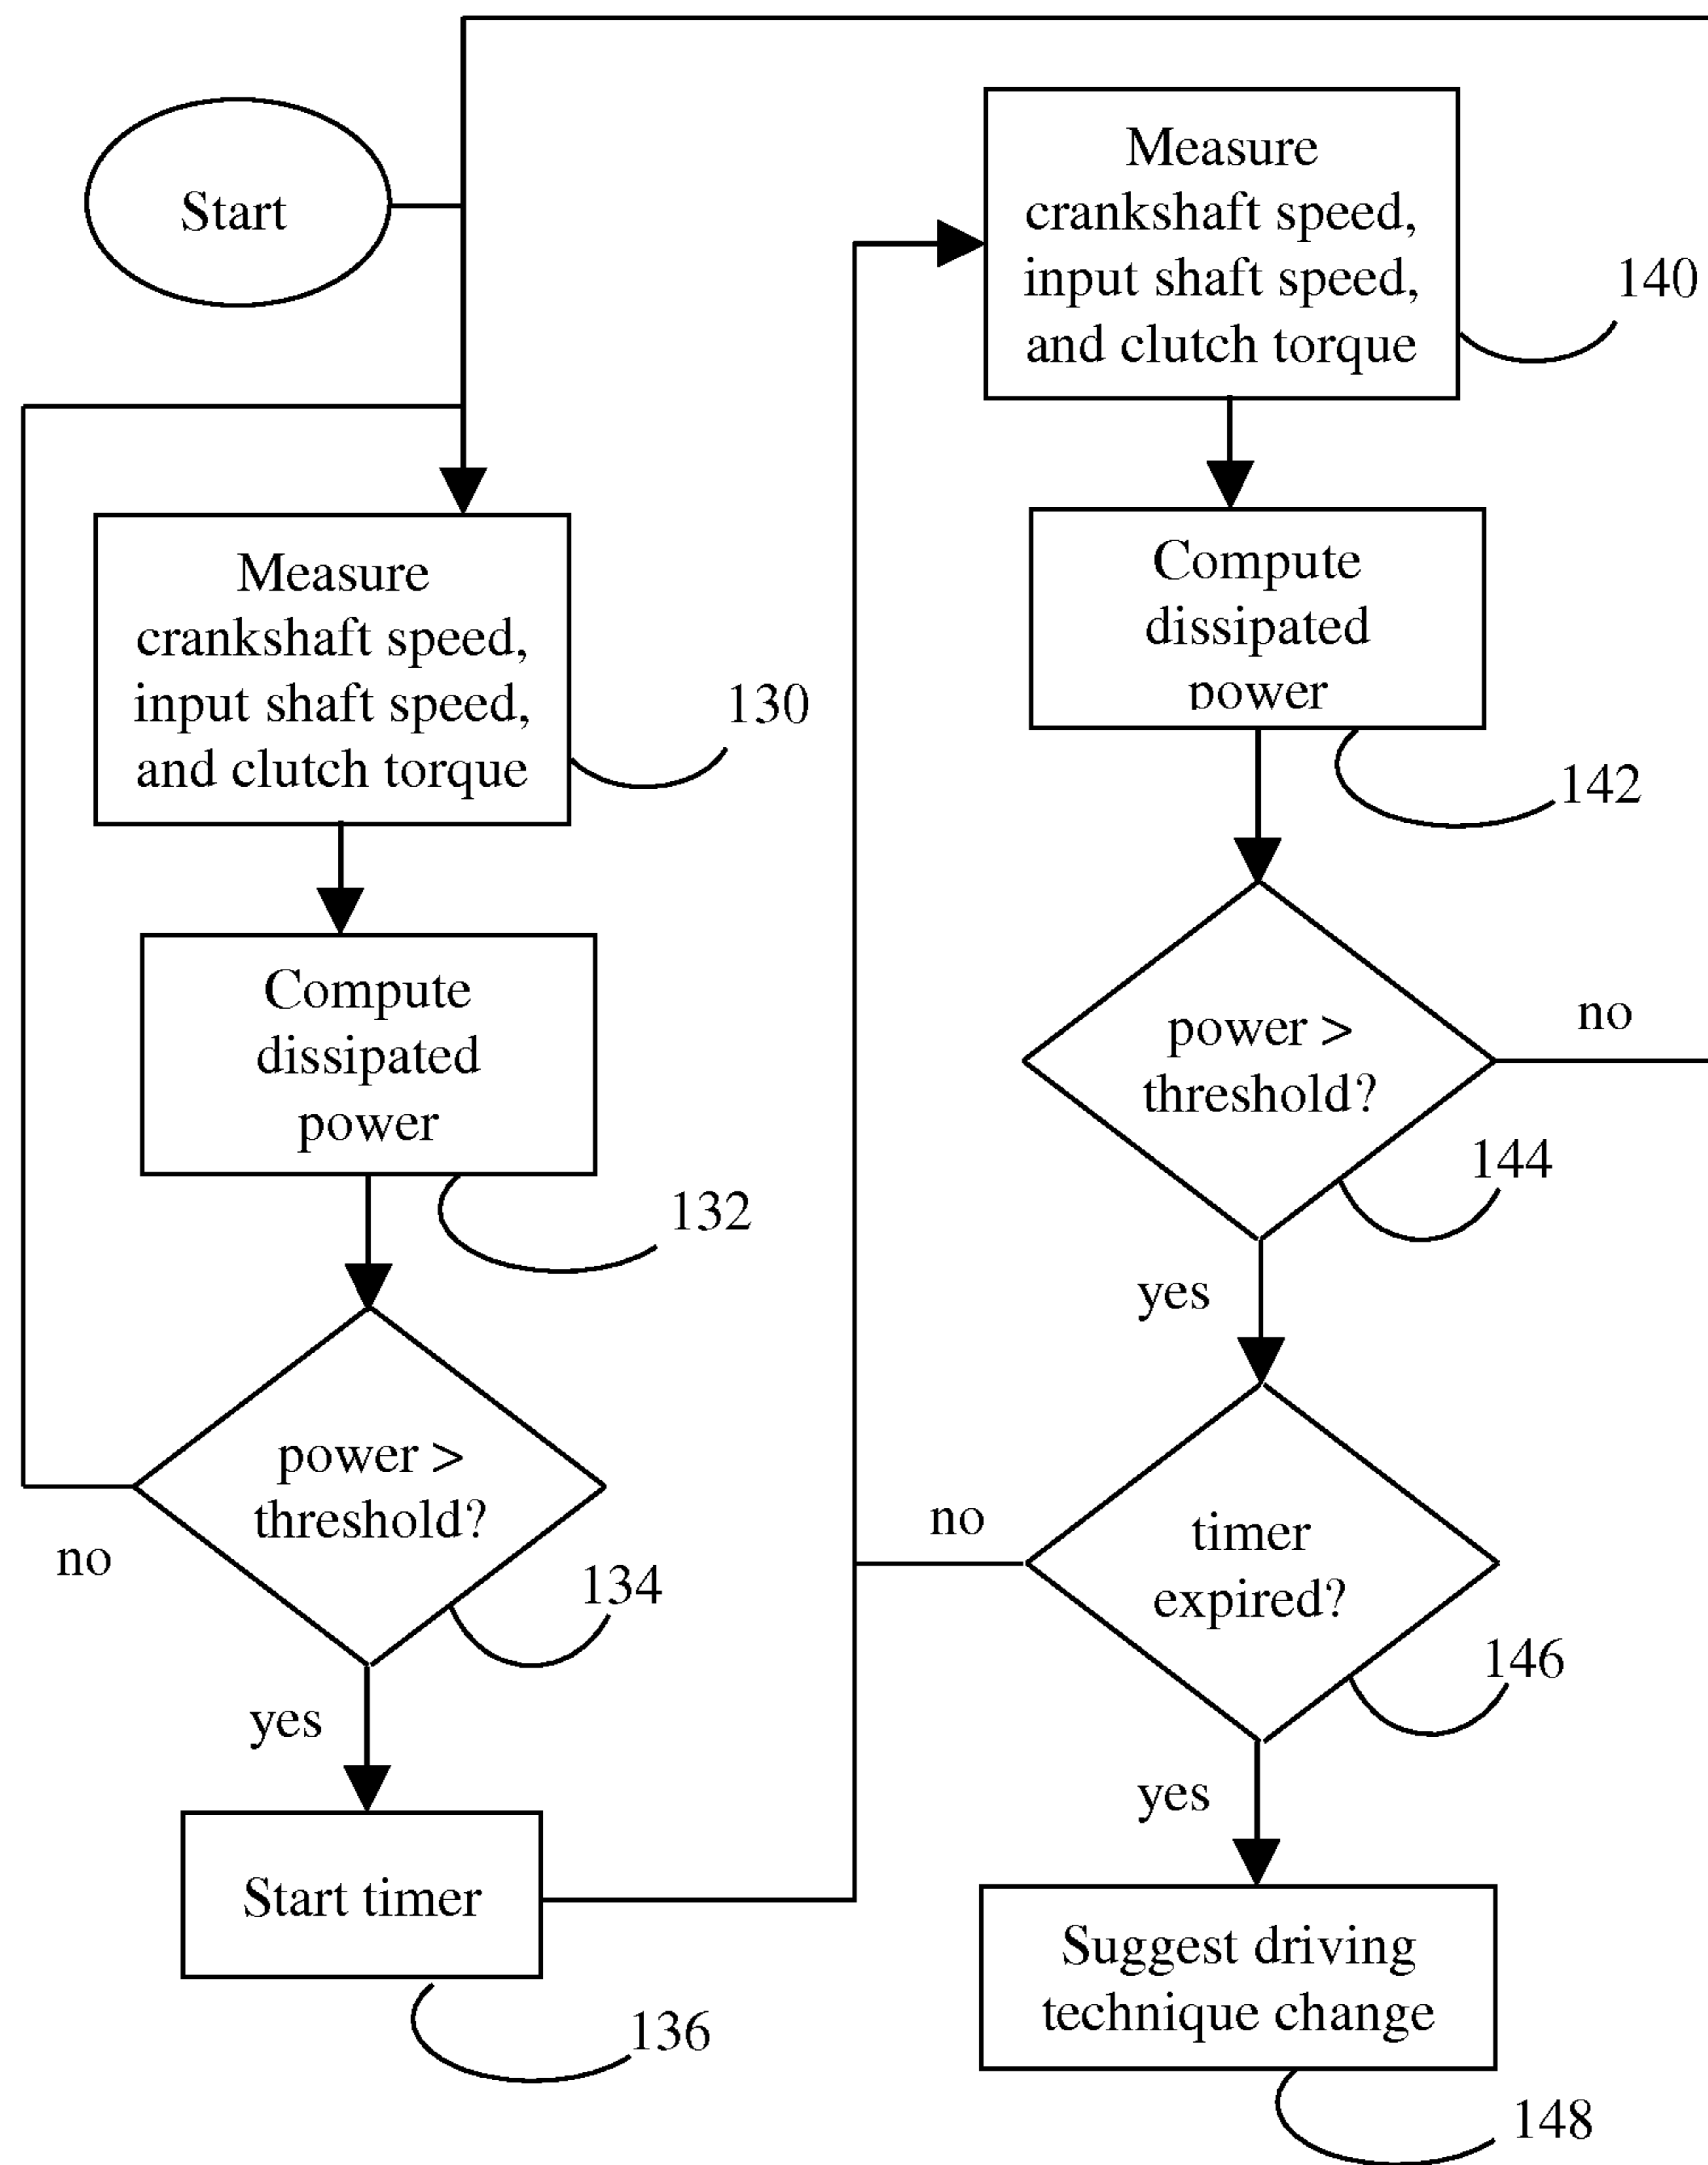 Start
Measure
crankshaft speed,
input shaft speed,
and clutch torque
130
Compute
dissipated
power
132
power >
threshold?
134
no
yes
Start timer
136
Measure
crankshaft speed,
input shaft speed,
and clutch torque
140
Compute
dissipated
power
142
power >
threshold?
no
144
yes
timer
expired?
no
146
yes
Suggest driving
technique change
148